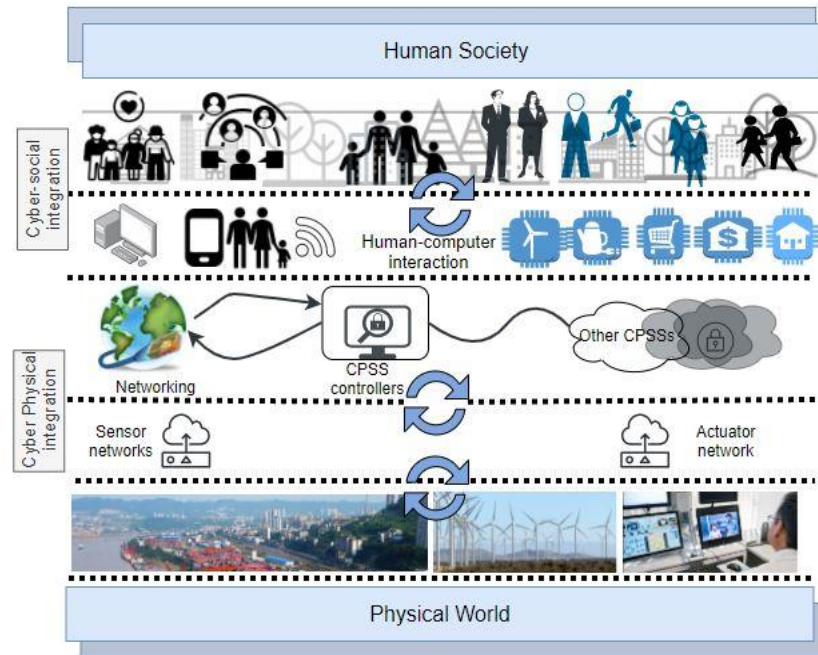 Human Society
Cyber-social
integration
Human-computer
interaction
$
Networking
CPSS
controllers
Other CPSSs
Cyber Physical
integration
Sensor
networks
Actuator
network
Physical World